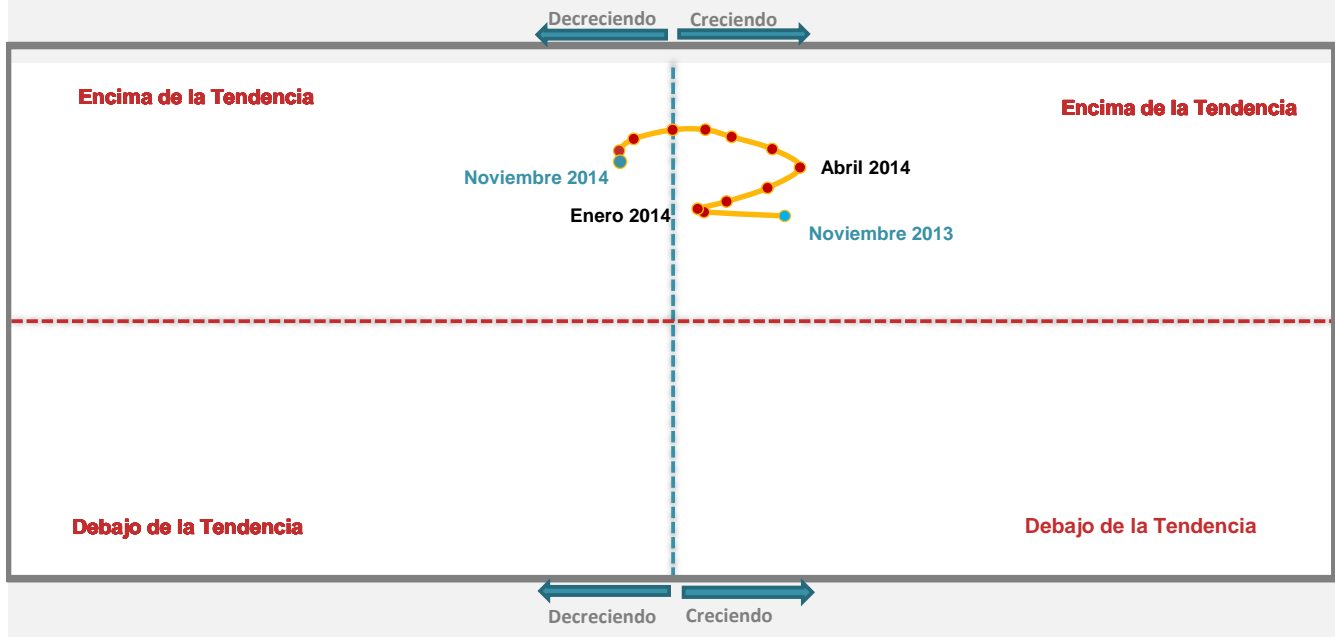 Decreciendo
Creciendo
Encima de la Tendencia
Encima de la Tendencia
Noviembre 2014
Abril 2014
Enero 2014
Noviembre 2013
Debajo de la Tendencia
Debajo de la Tendencia
Decreciendo
Creciendo